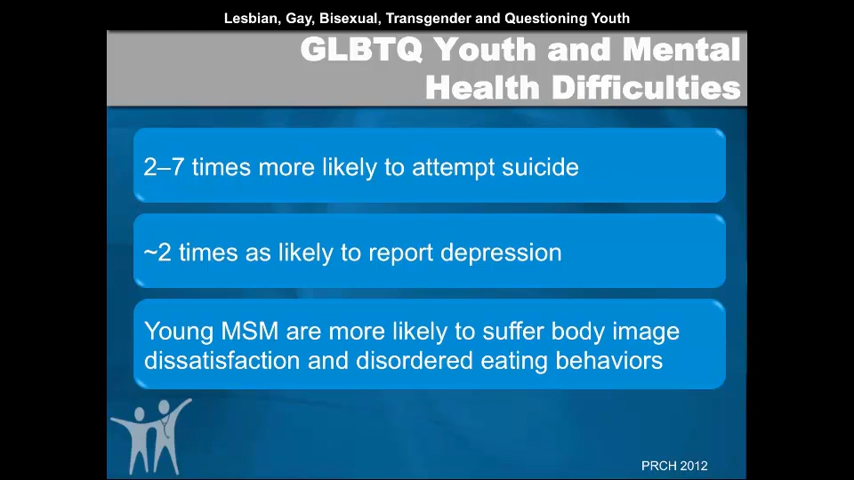 Lesbian, Gay, Bisexual, Transgender and Questioning Youth
GLBTQ Youth and Mental
Health Difficulties
2–7 times more likely to attempt suicide
~2 times as likely to report depression
Young MSM are more likely to suffer body image
dissatisfaction and disordered eating behaviors
PRCH 2012